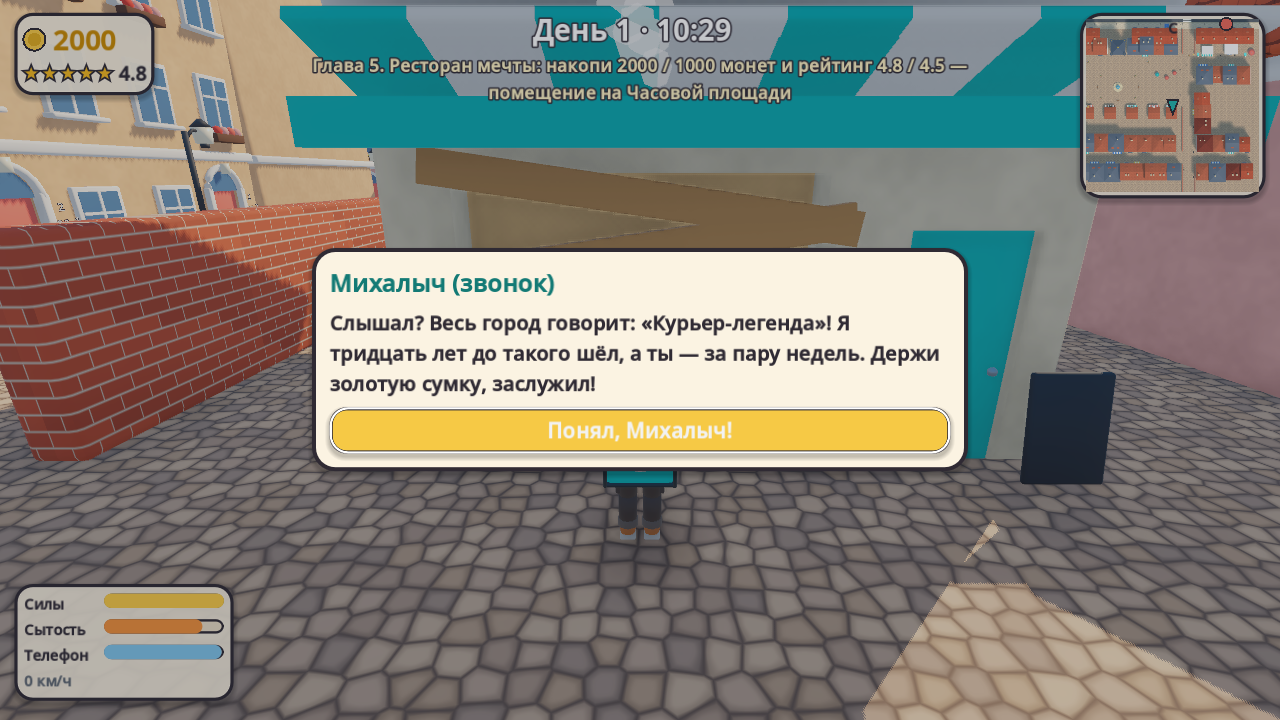 2000
4.8
День 1 · 10:29
Глава 5. Ресторан мечты: накопи 2000 / 1000 монет и рейтинг 4.8 / 4.5 —
помещение на Часовой площади
Михалыч (звонок)
Слышал? Весь город говорит: «Курьер-легенда»! Я
тридцать лет до такого шёл, а ты — за пару недель. Держи
золотую сумку, заслужил!
Понял, Михалыч!
Силы
Сытость
Телефон
0 км/ч